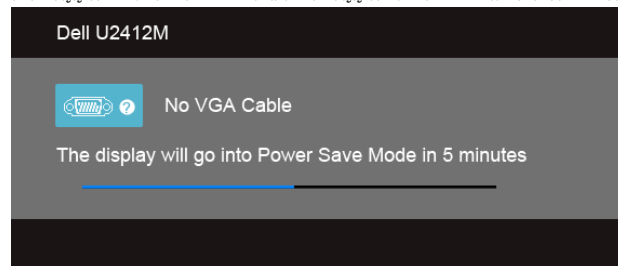 Dell U2412M
No VGA Cable
The display will go into Power Save Mode in 5 minutes